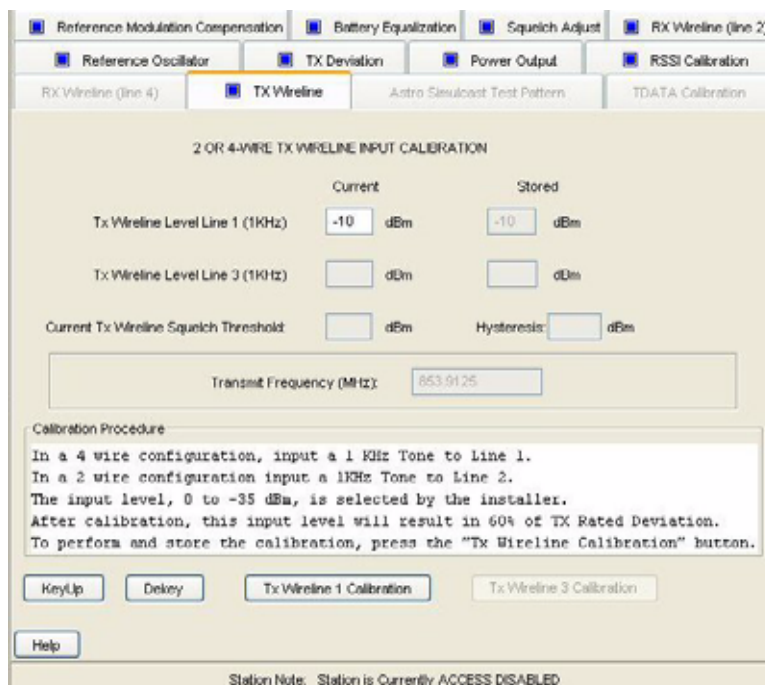 Reference Modulation Compensation Battery Equalization Squelch Adjust RX Wireline (line 2)
Reference Oscillator TX Deviation Power Output RSSI Calibration
RX Wireline (line 4) TX Wireline Astro Simulcast Test Pattern TDATA Calibration
2 OR 4-WIRE TX WIRELINE INPUT CALIBRATION
Current Stored
Tx Wireline Level Line 1 (1KHz) -10 dBm -10 dBm
Tx Wireline Level Line 3 (1KHz) dBm dBm
Current Tx Wireline Squelch Threshold: dBm Hysteresis: dBm
Transmit Frequency (MHz): 853.9125
Calibration Procedure
In a 4 wire configuration, input a 1 KHz Tone to Line 1.
In a 2 wire configuration input a 1KHz Tone to Line 2.
The input level, 0 to -35 dBm, is selected by the installer.
After calibration, this input level will result in 60% of TX Rated Deviation.
To perform and store the calibration, press the "Tx Wireline Calibration" button.
KeyUp Dekey Tx Wireline 1 Calibration Tx Wireline 3 Calibration
Help
Station Note: Station is Currently ACCESS DISABLED